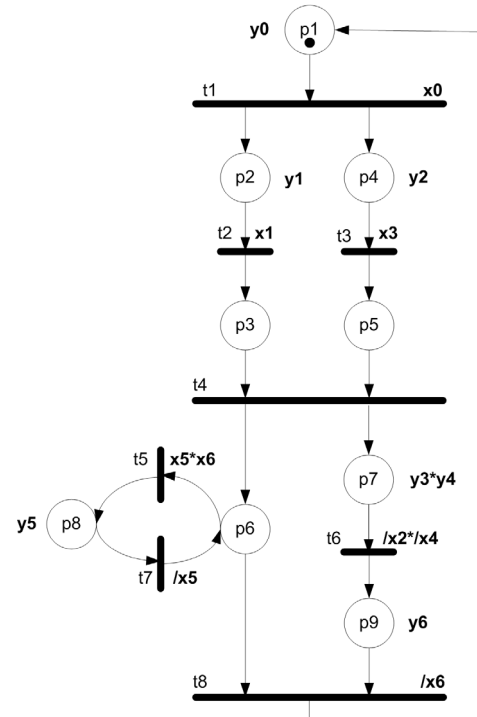 y0 p1
t1 x0
p2 y1 p4 y2
t2 x1 t3 x3
p3 p5
t4
t5 x5*x6
p7 y3*y4
y5 p8 p6
t6 /x2*/x4
t7 /x5
p9 y6
t8 /x6